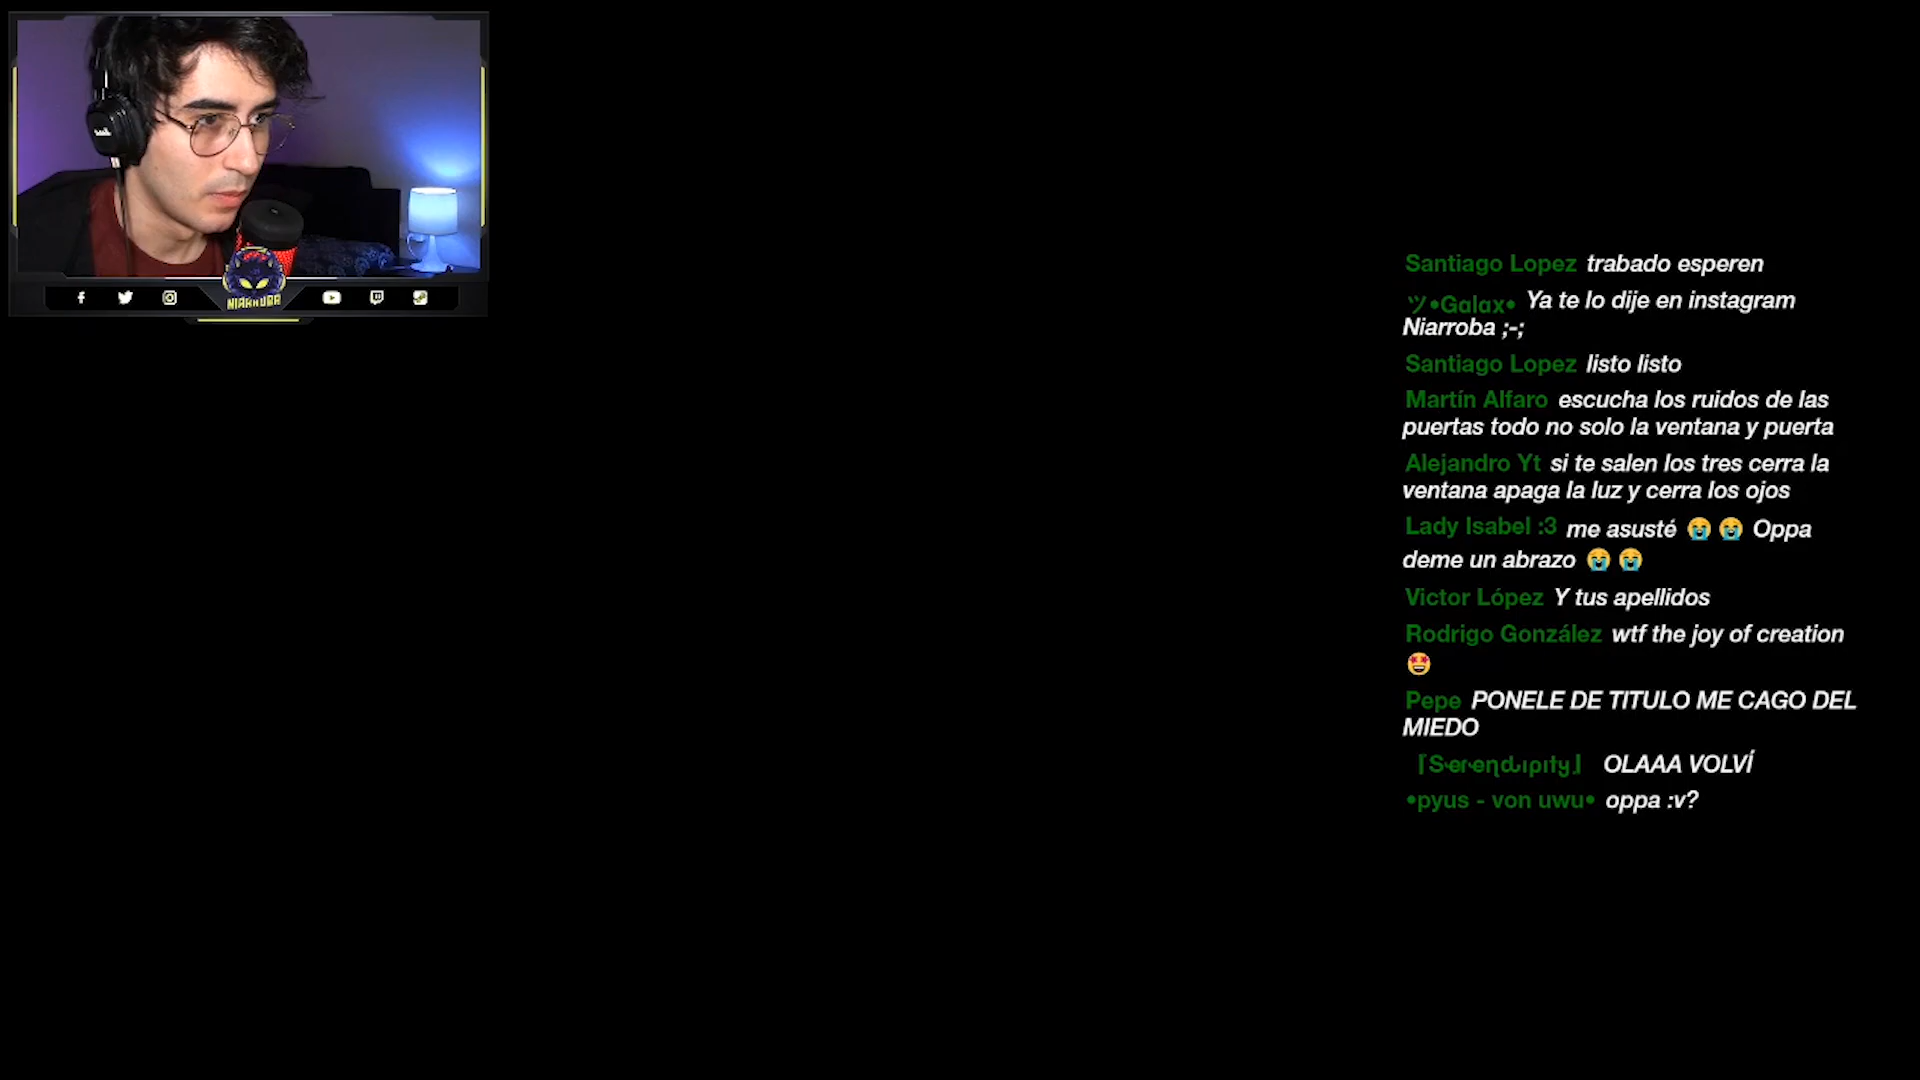 NIARROBA
Santiago Lopez trabado esperen
ツ•Gαlαx• Ya te lo dije en instagram
Niarroba ;-;
Santiago Lopez listo listo
Martín Alfaro escucha los ruidos de las
puertas todo no solo la ventana y puerta
Alejandro Yt si te salen los tres cerra la
ventana apaga la luz y cerra los ojos
Lady Isabel :3 me asusté 😭 😭 Oppa
deme un abrazo 😭 😭
Victor López Y tus apellidos
Rodrigo González wtf the joy of creation
🤩
Pepe PONELE DE TITULO ME CAGO DEL
MIEDO
「Sҽɾҽɳԃιριƚყ」 OLAAA VOLVÍ
•pyus - von uwu• oppa :v?